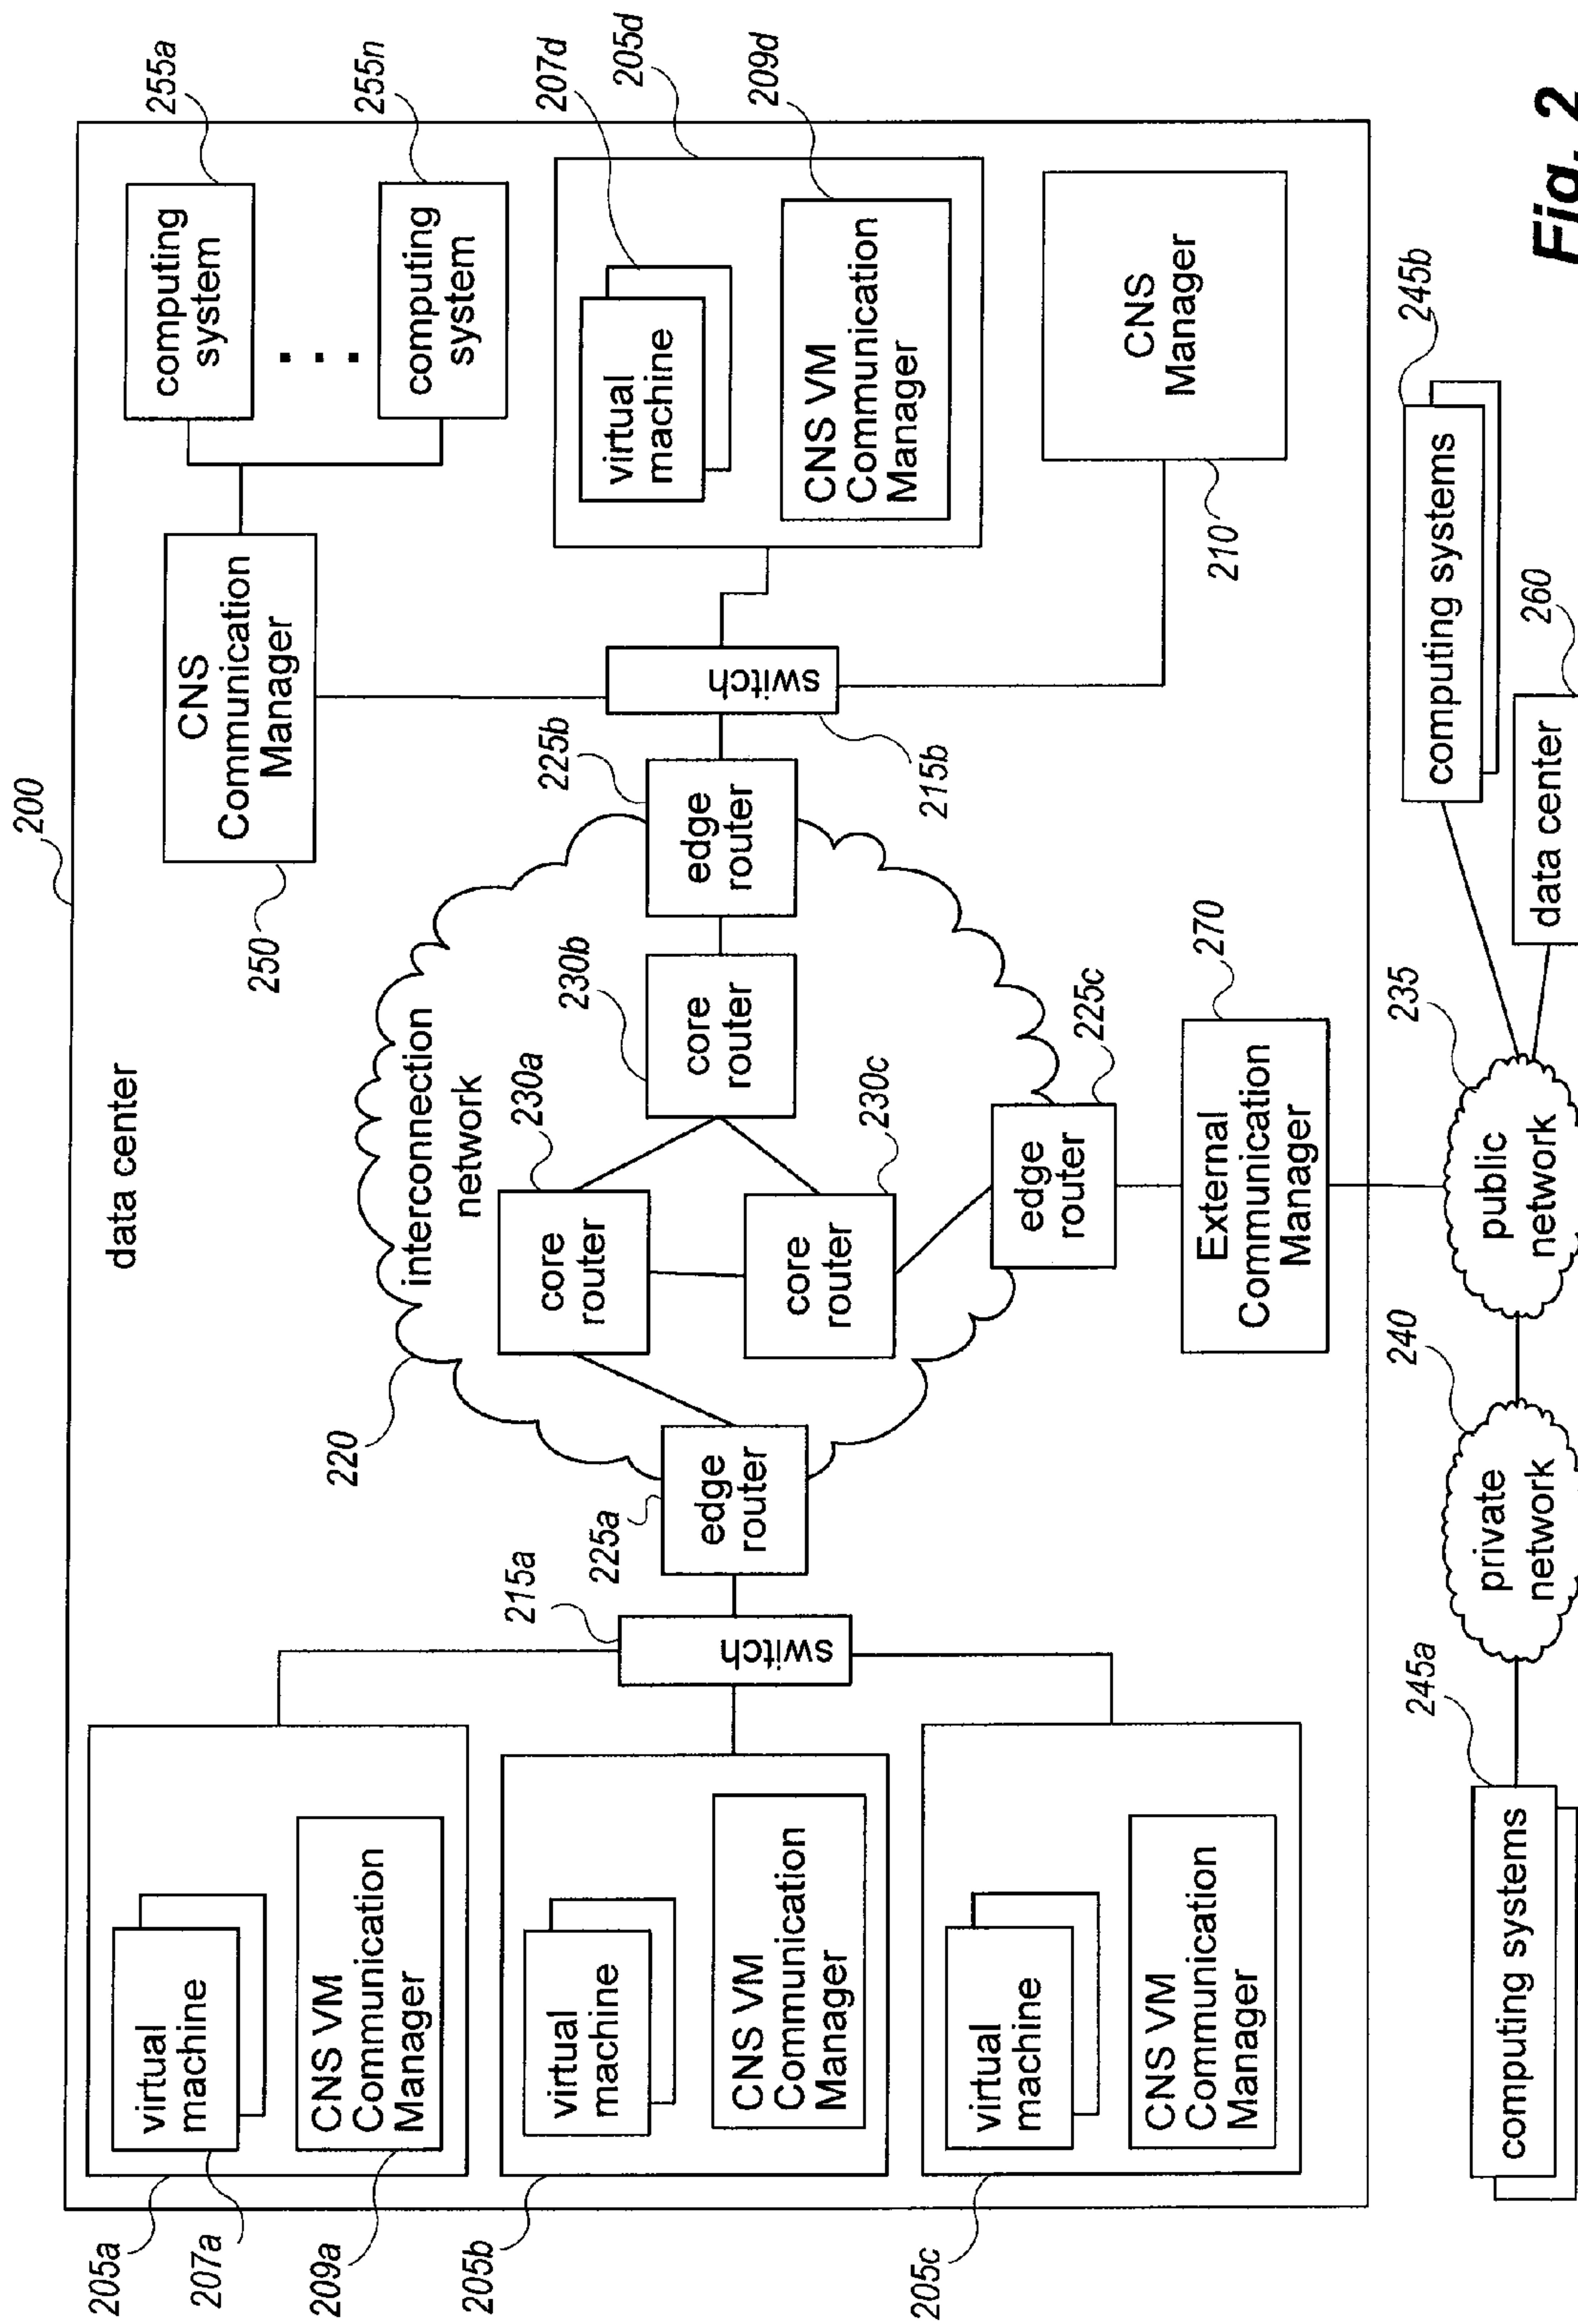 200
data center
205a
207a
virtual
machine
209a
CNS VM
Communication
Manager
205b
virtual
machine
CNS VM
Communication
Manager
205c
virtual
machine
CNS VM
Communication
Manager
215a
switch
225a
edge
router
220
interconnection
network
230a
core
router
230b
core
router
230c
core
router
225b
edge
router
225c
edge
router
215b
switch
250
CNS
Communication
Manager
255a
computing
system
255n
computing
system
207d
205d
virtual
machine
209d
CNS VM
Communication
Manager
210
CNS
Manager
270
External
Communication
Manager
245a
computing systems
240
private
network
235
public
network
245b
computing systems
260
data center
Fig. 2